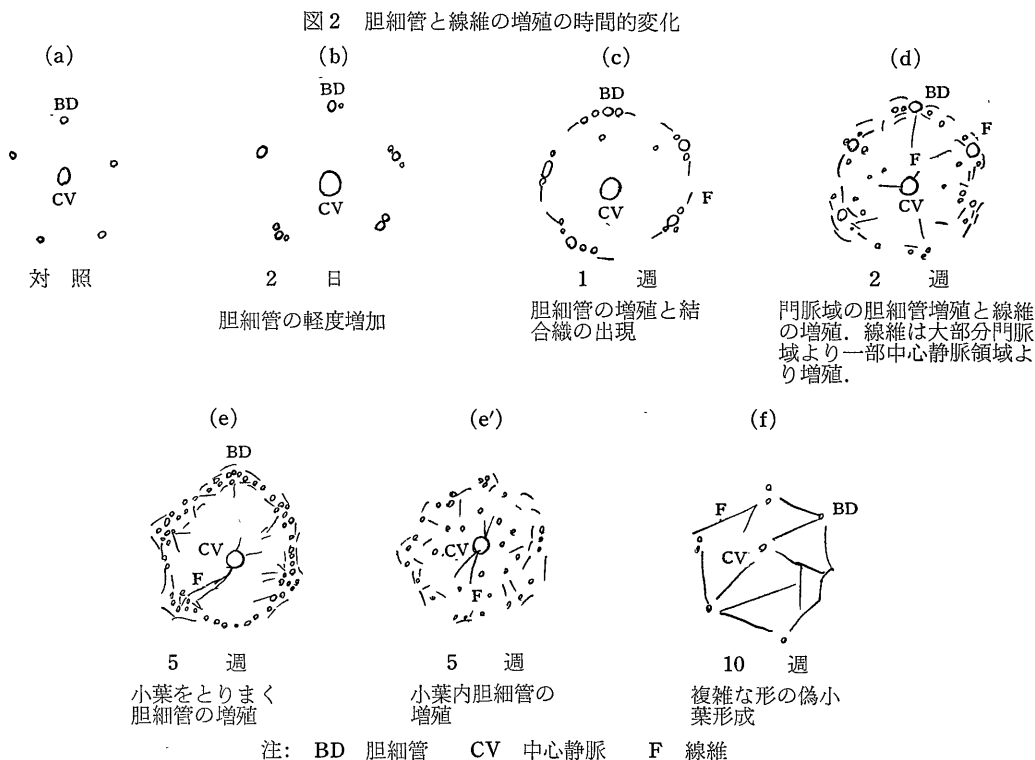 図2 胆細管と線維の増殖の時間的変化
(a)
BD
CV
対 照
(b)
BD
CV
2 日
胆細管の軽度増加
(c)
BD
F
CV
1 週
胆細管の増殖と結
合織の出現
(d)
BD
F
F
CV
2 週
門脈域の胆細管増殖と線維
の増殖.線維は大部分門脈
域より一部中心静脈領域よ
り増殖.
(e)
BD
CV
F
5 週
小葉をとりまく
胆細管の増殖
(e′)
CV
F
5 週
小葉内胆細管の
増殖
(f)
F
BD
CV
10 週
複雑な形の偽小
葉形成
注: BD 胆細管 CV 中心静脈 F 線維